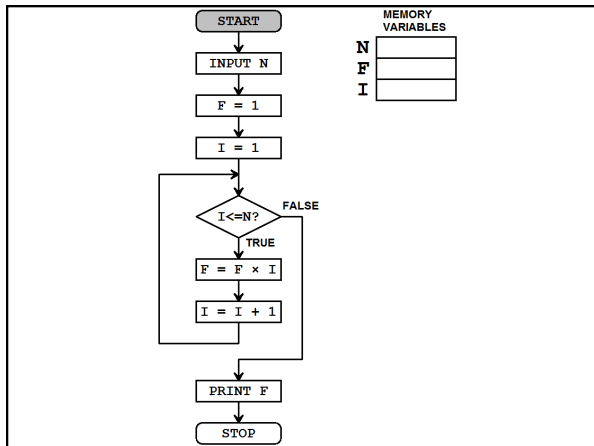 START
INPUT N
F = 1
I = 1
I<=N?
FALSE
TRUE
F = F × I
I = I + 1
PRINT F
STOP
MEMORY
VARIABLES
N
F
I